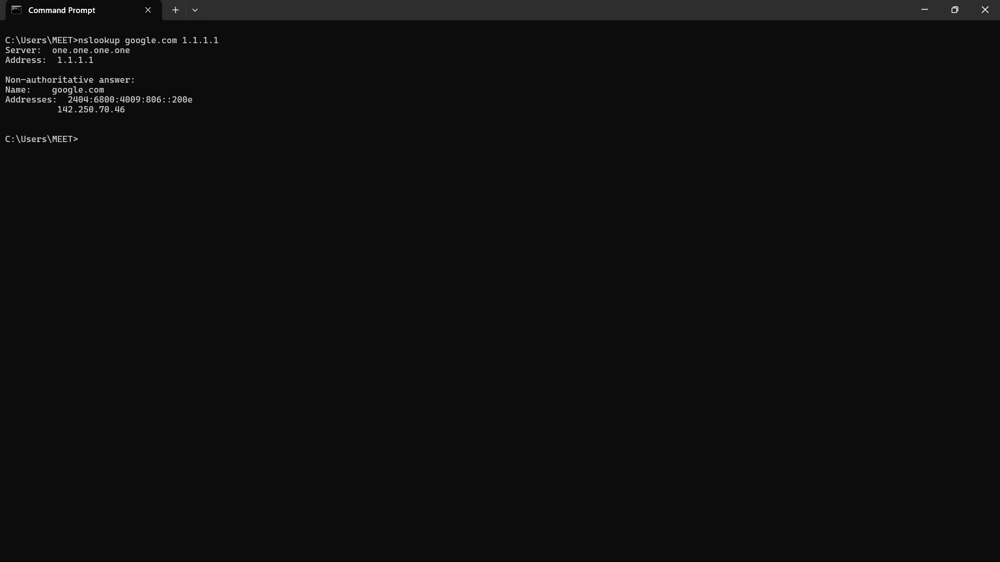 Command Prompt
C:\Users\MEET>nslookup google.com 1.1.1.1
Server:  one.one.one.one
Address:  1.1.1.1
Non-authoritative answer:
Name:    google.com
Addresses:  2404:6800:4009:806::200e
          142.250.70.46
C:\Users\MEET>